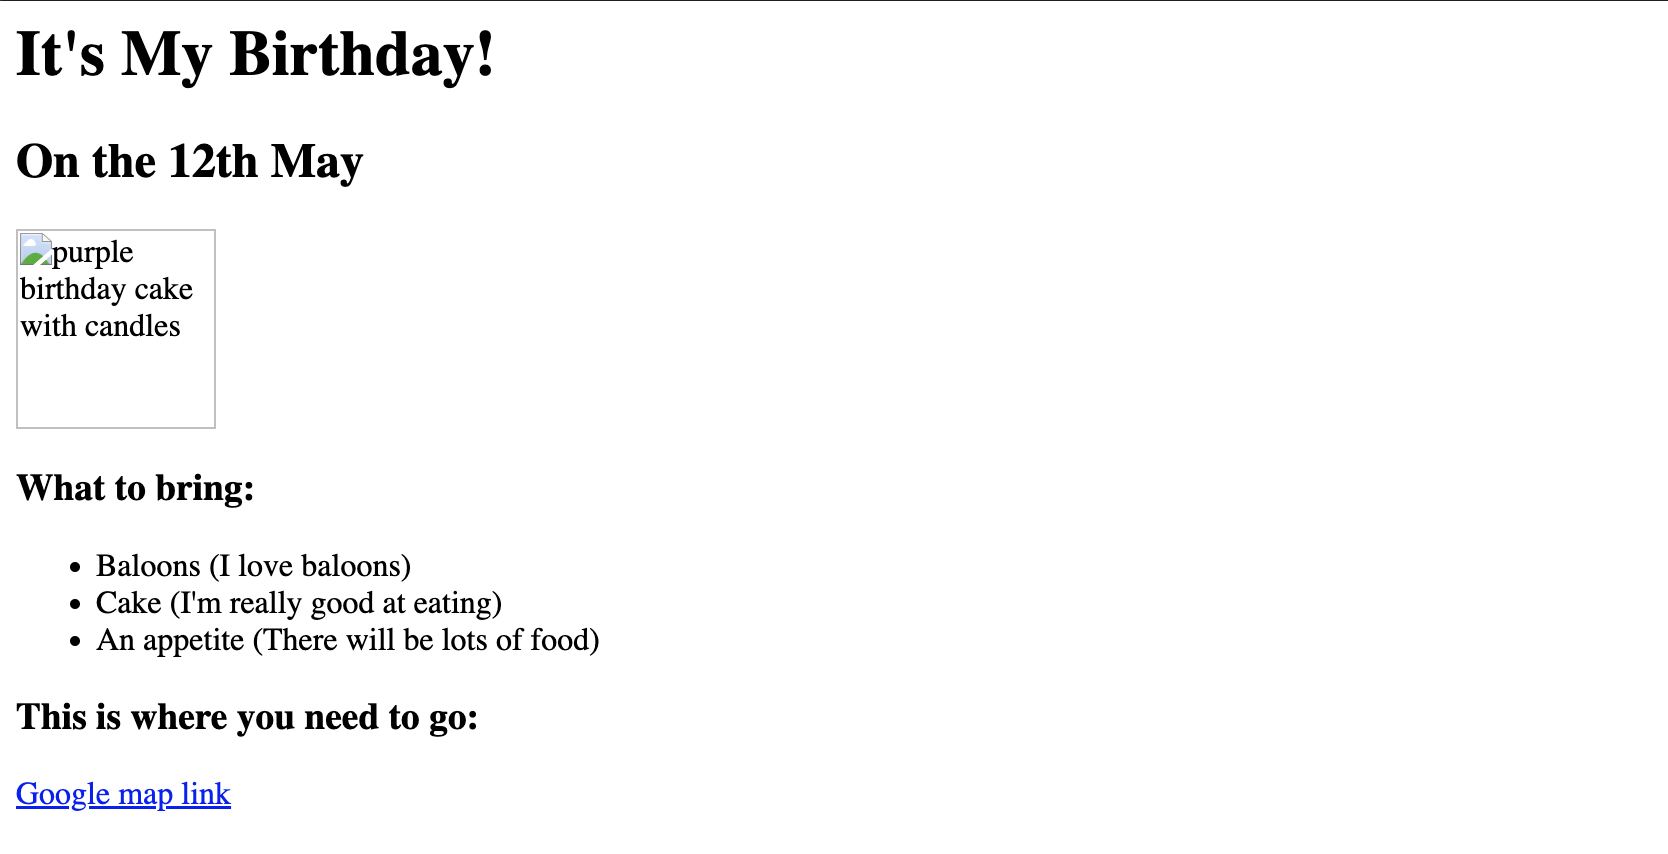 It's My Birthday!
On the 12th May
purple
birthday cake
with candles
What to bring:
• Baloons (I love baloons)
• Cake (I'm really good at eating)
• An appetite (There will be lots of food)
This is where you need to go:
Google map link